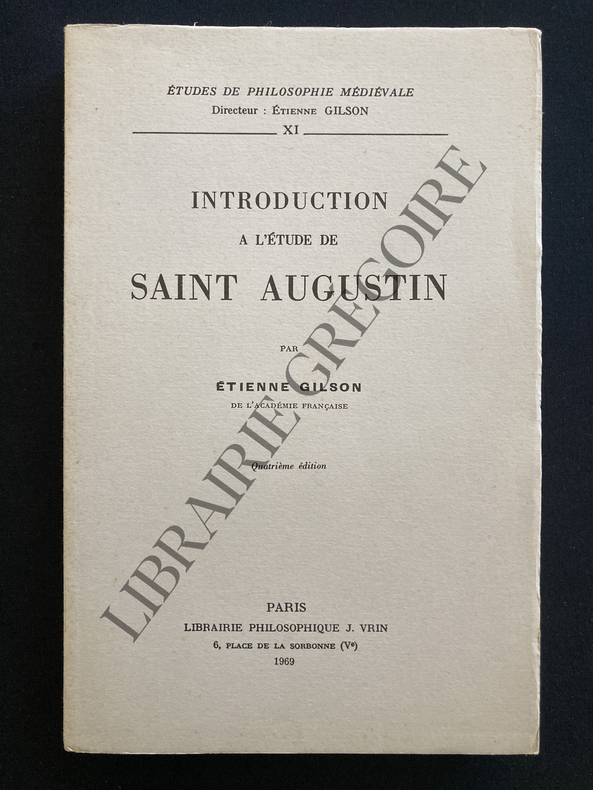 ÉTUDES DE PHILOSOPHIE MÉDIÉVALE
Directeur : ÉTIENNE GILSON
XI
INTRODUCTION
A L'ÉTUDE DE
SAINT AUGUSTIN
PAR
ÉTIENNE GILSON
DE L'ACADÉMIE FRANÇAISE
Quatrième édition
PARIS
LIBRAIRIE PHILOSOPHIQUE J. VRIN
6, PLACE DE LA SORBONNE (Ve)
1969
LIBRAIRIE GRÉGOIRE